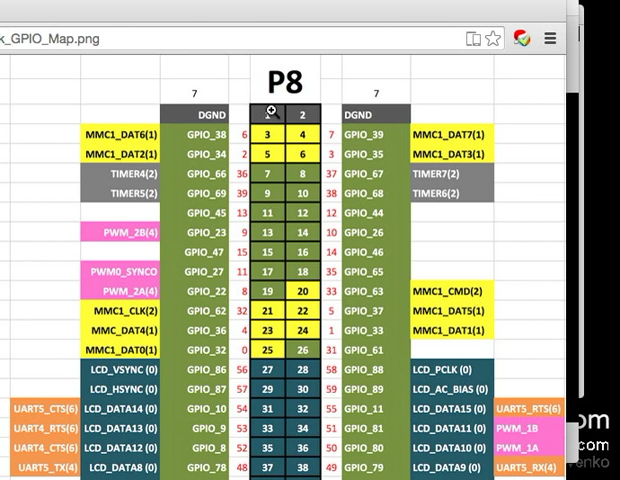 k_GPIO_Map.png
P8
7 7
DGND 1 2 DGND
MMC1_DAT6(1) GPIO_38 6 3 4 7 GPIO_39 MMC1_DAT7(1)
MMC1_DAT2(1) GPIO_34 2 5 6 3 GPIO_35 MMC1_DAT3(1)
TIMER4(2) GPIO_66 36 7 8 37 GPIO_67 TIMER7(2)
TIMER5(2) GPIO_69 39 9 10 38 GPIO_68 TIMER6(2)
GPIO_45 13 11 12 12 GPIO_44
PWM_2B(4) GPIO_23 9 13 14 10 GPIO_26
GPIO_47 15 15 16 14 GPIO_46
PWM0_SYNCO GPIO_27 11 17 18 35 GPIO_65
PWM_2A(4) GPIO_22 8 19 20 33 GPIO_63 MMC1_CMD(2)
MMC1_CLK(2) GPIO_62 32 21 22 5 GPIO_37 MMC1_DAT5(1)
MMC_DAT4(1) GPIO_36 4 23 24 1 GPIO_33 MMC1_DAT1(1)
MMC1_DAT0(1) GPIO_32 0 25 26 31 GPIO_61
LCD_VSYNC (0) GPIO_86 56 27 28 58 GPIO_88 LCD_PCLK (0)
LCD_HSYNC (0) GPIO_87 57 29 30 59 GPIO_89 LCD_AC_BIAS (0)
UART5_CTS(6) LCD_DATA14 (0) GPIO_10 54 31 32 55 GPIO_11 LCD_DATA15 (0) UART5_RTS(6)
UART4_RTS(6) LCD_DATA13 (0) GPIO_9 53 33 34 51 GPIO_81 LCD_DATA11 (0) PWM_1B
UART4_CTS(6) LCD_DATA12 (0) GPIO_8 52 35 36 50 GPIO_80 LCD_DATA10 (0) PWM_1A
UART5_TX(4) LCD_DATA8 (0) GPIO_78 48 37 38 49 GPIO_79 LCD_DATA9 (0) UART5_RX(4)
om
com
venko